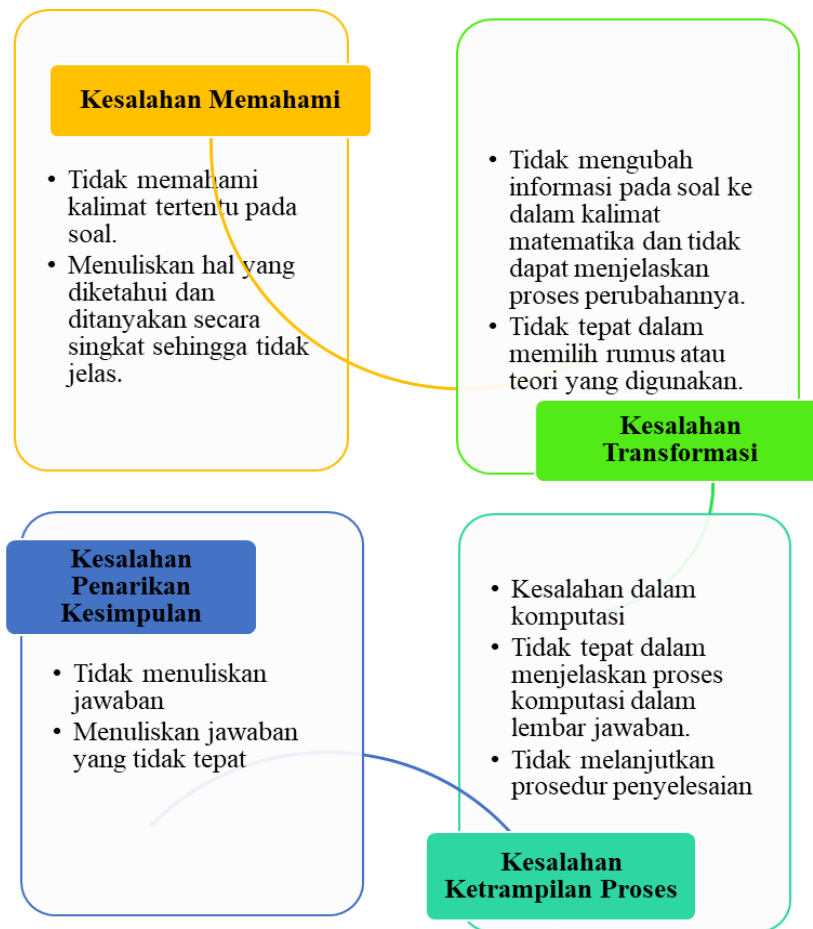 Kesalahan Memahami
• Tidak memahami
kalimat tertentu pada
soal.
• Menuliskan hal yang
diketahui dan
ditanyakan secara
singkat sehingga tidak
jelas.
• Tidak mengubah
informasi pada soal ke
dalam kalimat
matematika dan tidak
dapat menjelaskan
proses perubahannya.
• Tidak tepat dalam
memilih rumus atau
teori yang digunakan.
Kesalahan
Transformasi
• Kesalahan dalam
komputasi
• Tidak tepat dalam
menjelaskan proses
komputasi dalam
lembar jawaban.
• Tidak melanjutkan
prosedur penyelesaian
Kesalahan
Ketrampilan Proses
Kesalahan
Penarikan
Kesimpulan
• Tidak menuliskan
jawaban
• Menuliskan jawaban
yang tidak tepat